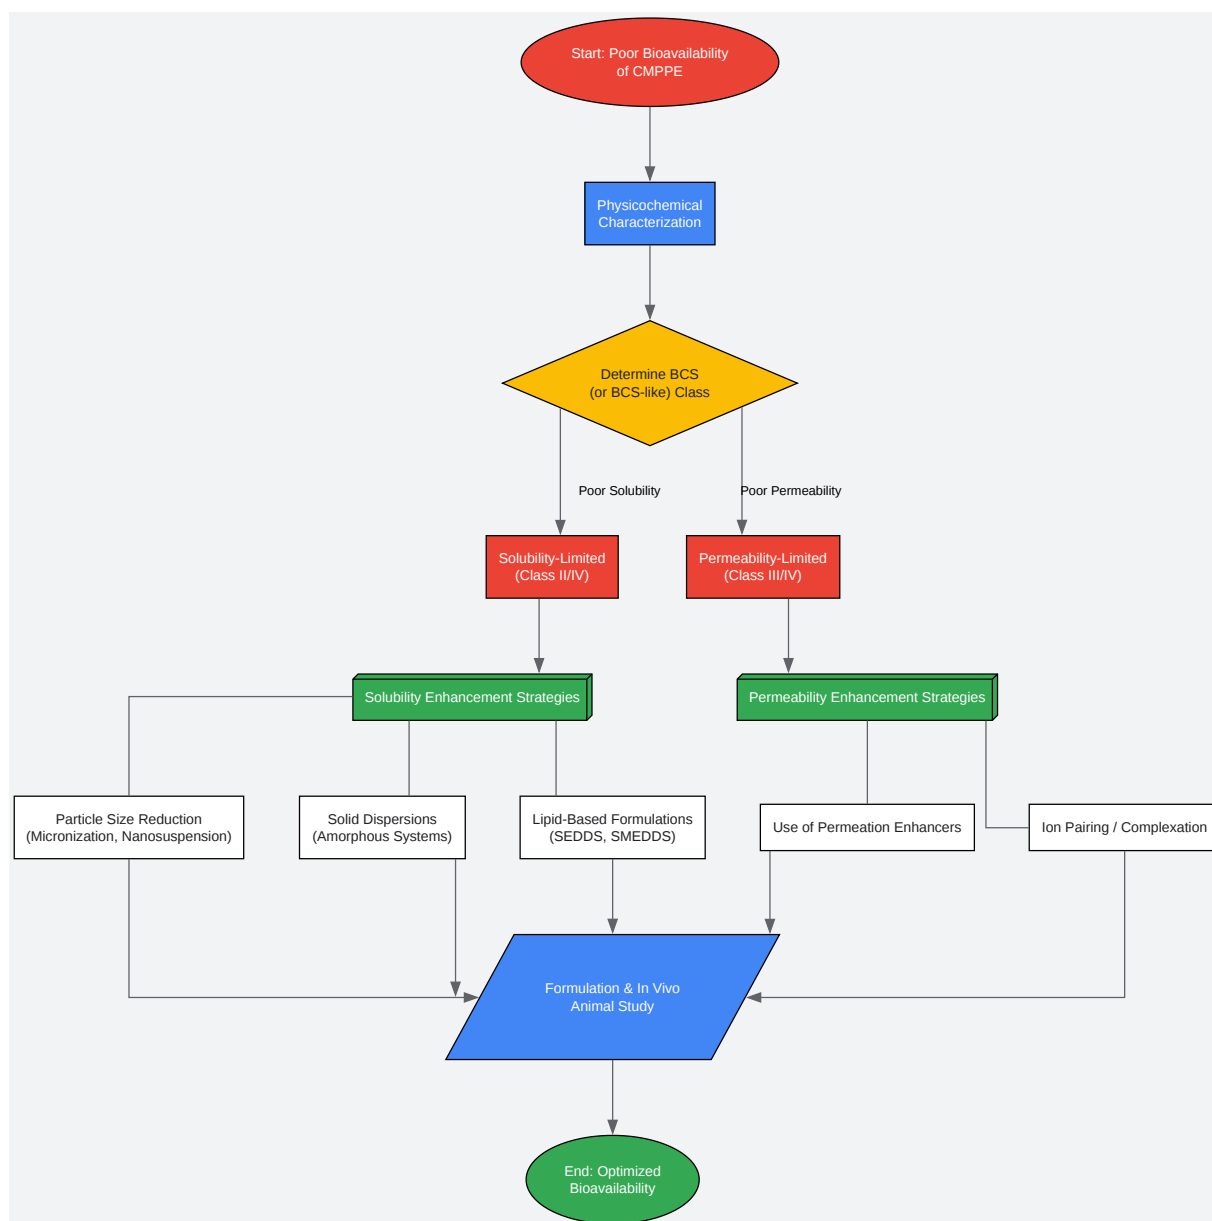 Start: Poor Bioavailability
of CMPPE
Physicochemical
Characterization
Determine BCS
(or BCS-like) Class
Poor Solubility
Poor Permeability
Solubility-Limited
(Class II/IV)
Permeability-Limited
(Class III/IV)
Solubility Enhancement Strategies
Permeability Enhancement Strategies
Particle Size Reduction
(Micronization, Nanosuspension)
Solid Dispersions
(Amorphous Systems)
Lipid-Based Formulations
(SEDDS, SMEDDS)
Use of Permeation Enhancers
Ion Pairing / Complexation
Formulation & In Vivo
Animal Study
End: Optimized
Bioavailability